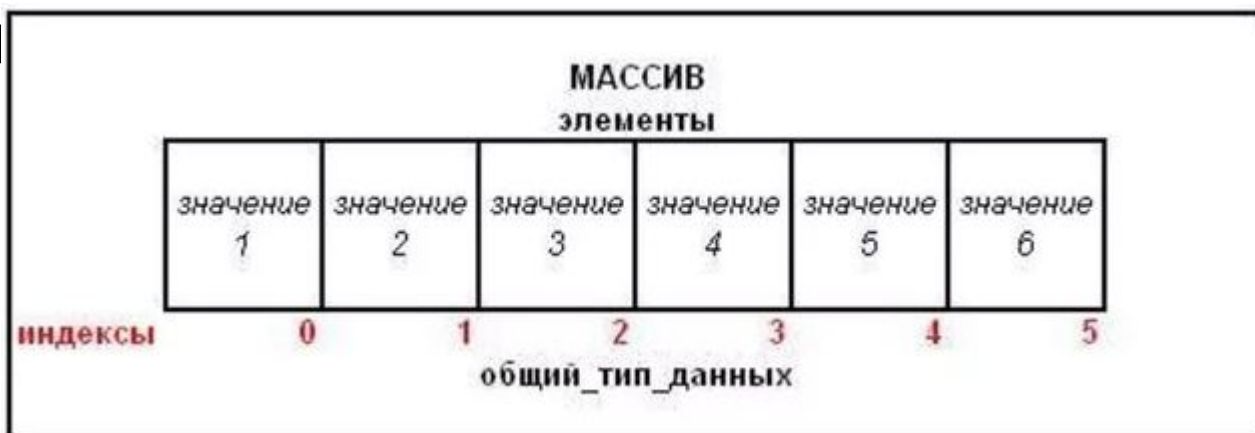 МАССИВ
элементы
значение 1 значение 2 значение 3 значение 4 значение 5 значение 6
индексы 0 1 2 3 4 5
общий_тип_данных